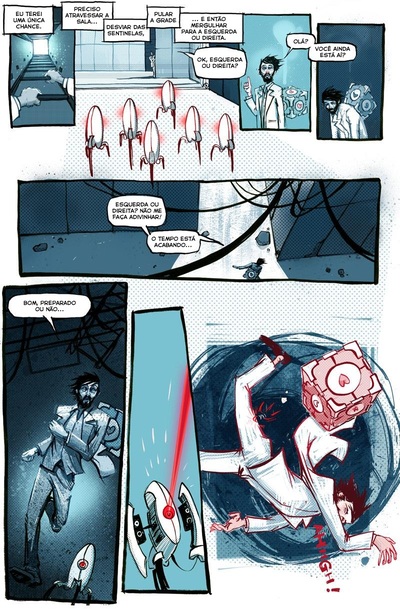 EU TEREI
UMA ÚNICA
CHANCE.
PRECISO
ATRAVESSAR A
SALA...
DESVIAR DAS
SENTINELAS,
PULAR
A GRADE
... E ENTÃO
MERGULHAR
PARA A ESQUERDA
OU DIREITA.
OK, ESQUERDA
OU DIREITA?
OLÁ?
VOCÊ AINDA
ESTÁ AÍ?
ESQUERDA OU
DIREITA? NÃO ME
FAÇA ADIVINHAR!
O TEMPO ESTÁ
ACABANDO...
BOM, PREPARADO
OU NÃO...